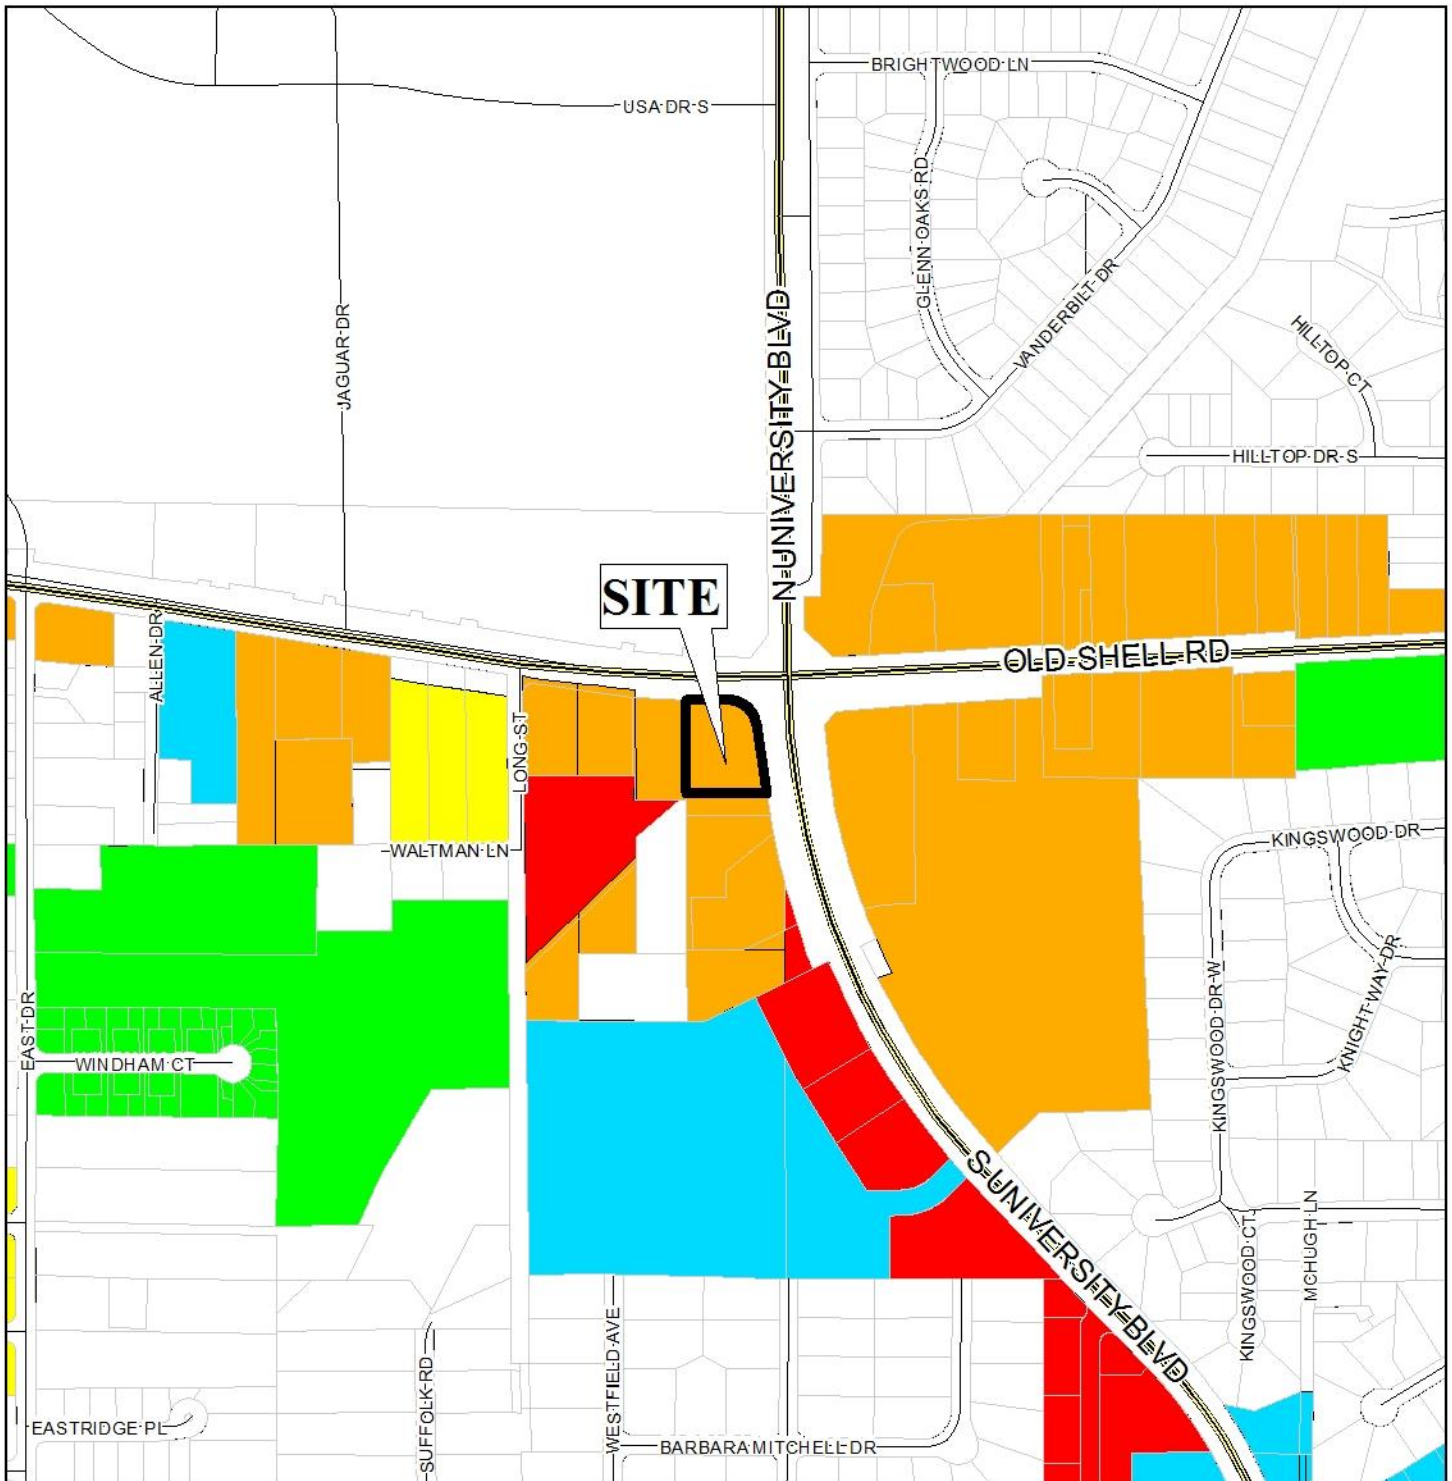 BRIGHTWOOD LN
USA DR S
GLENN OAKS RD
VANDERBILT DR
N UNIVERSITY BLVD
JAGUAR DR
HILLTOP CT
HILLTOP DR S
SITE
ALLEN DR
OLD SHELL RD
LONG ST
WALTMAN LN
KINGSWOOD DR
KINGSWOOD DR W
KNIGHT WAY DR
EAST DR
WINDHAM CT
S UNIVERSITY BLVD
KINGSWOOD CT
MCHUGH LN
WESTFIELD AVE
SUFFOLK RD
EASTRIDGE PL
BARBARA MITCHELL DR